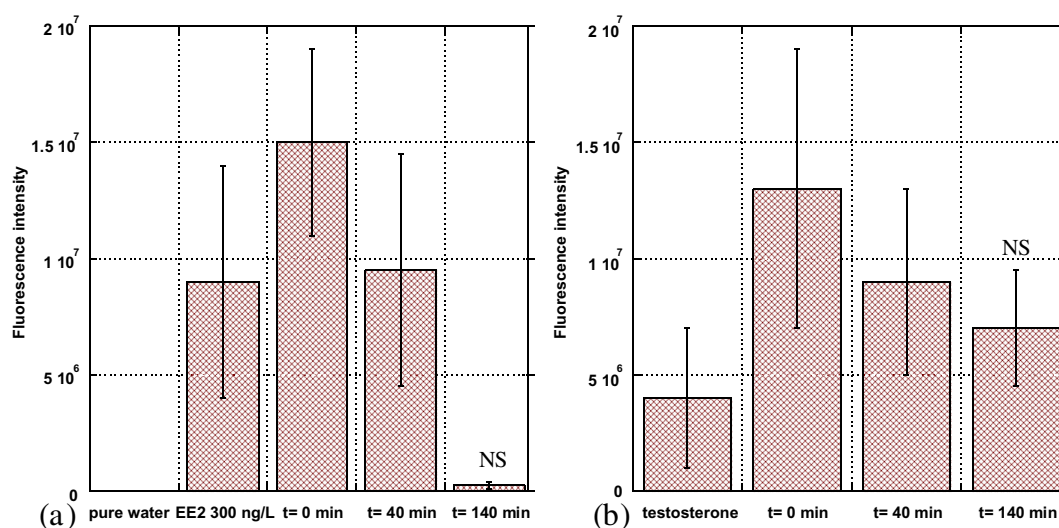 2 10⁷
1.5 10⁷
1 10⁷
5 10⁶
0
Fluorescence intensity
NS
(a)
pure water EE2 300 ng/L t= 0 min t= 40 min t= 140 min
2 10⁷
1.5 10⁷
1 10⁷
5 10⁶
0
Fluorescence intensity
NS
(b)
testosterone t= 0 min t= 40 min t= 140 min